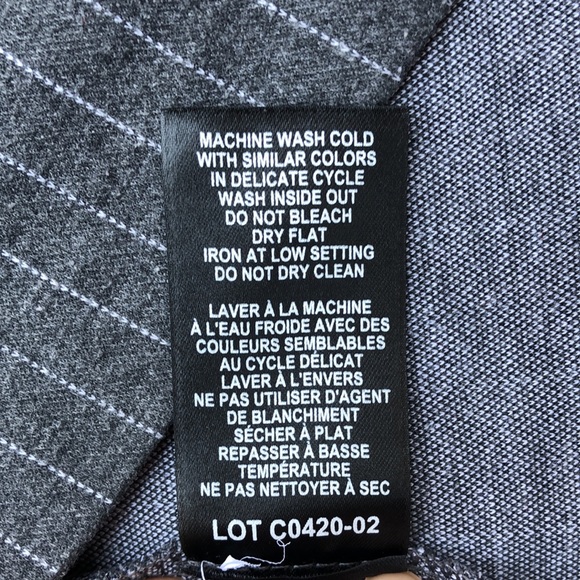 MACHINE WASH COLD
WITH SIMILAR COLORS
IN DELICATE CYCLE
WASH INSIDE OUT
DO NOT BLEACH
DRY FLAT
IRON AT LOW SETTING
DO NOT DRY CLEAN
LAVER À LA MACHINE
À L'EAU FROIDE AVEC DES
COULEURS SEMBLABLES
AU CYCLE DÉLICAT
LAVER À L'ENVERS
NE PAS UTILISER D'AGENT
DE BLANCHIMENT
SÉCHER À PLAT
REPASSER À BASSE
TEMPÉRATURE
NE PAS NETTOYER À SEC
LOT C0420-02